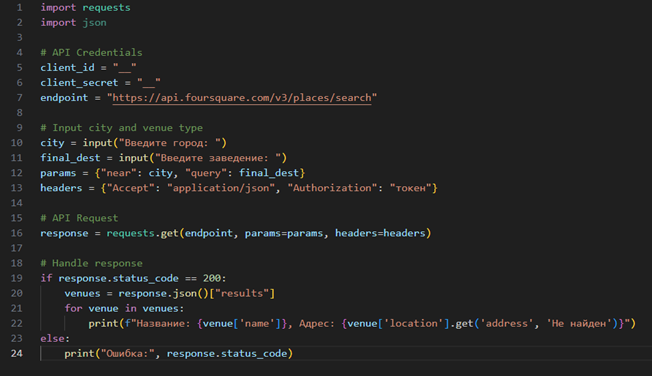 1 import requests
2 import json
3
4 # API Credentials
5 client_id = "__"
6 client_secret = "__"
7 endpoint = "https://api.foursquare.com/v3/places/search"
8
9 # Input city and venue type
10 city = input("Введите город: ")
11 final_dest = input("Введите заведение: ")
12 params = {"near": city, "query": final_dest}
13 headers = {"Accept": "application/json", "Authorization": "токен"}
14
15 # API Request
16 response = requests.get(endpoint, params=params, headers=headers)
17
18 # Handle response
19 if response.status_code == 200:
20     venues = response.json()["results"]
21     for venue in venues:
22         print(f"Название: {venue['name']}, Адрес: {venue['location'].get('address', 'Не найден')}")
23 else:
24     print("Ошибка:", response.status_code)